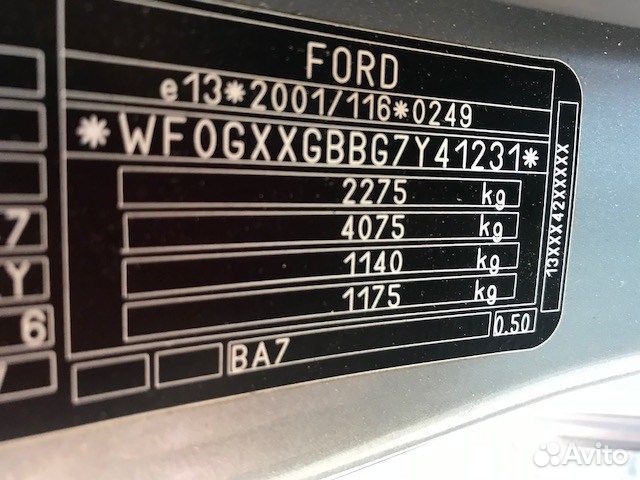 FORD
e13*2001/116*0249
*WF0GXXGBBG7Y41231*
2275 kg
4075 kg
1140 kg
1175 kg
BA7
0.50
13XXX42XXXXX
7
Y
6
Avito